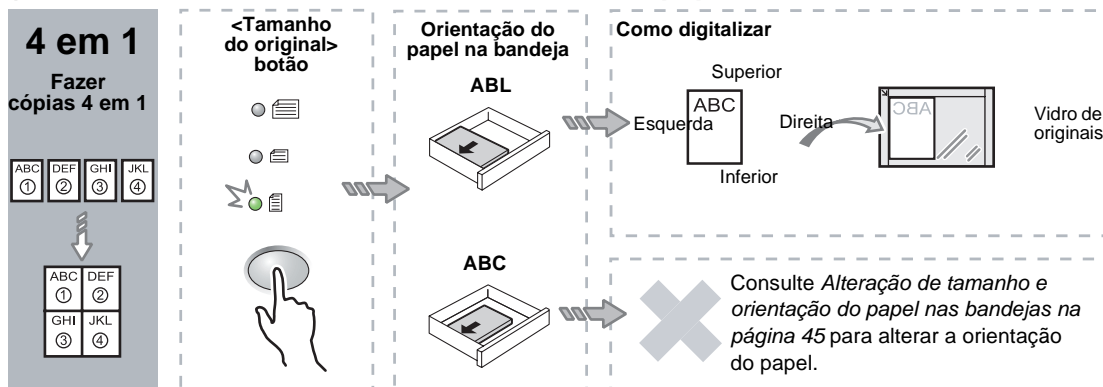 4 em 1
Fazer
cópias 4 em 1
ABC
①
DEF
②
GHI
③
JKL
④
ABC
①
DEF
②
GHI
③
JKL
④
<Tamanho
do original>
botão
Orientação do
papel na bandeja
ABL
ABC
Como digitalizar
Superior
ABC
Esquerda
Direita
Inferior
ABC
Vidro de
originais
Consulte Alteração de tamanho e
orientação do papel nas bandejas na
página 45 para alterar a orientação
do papel.